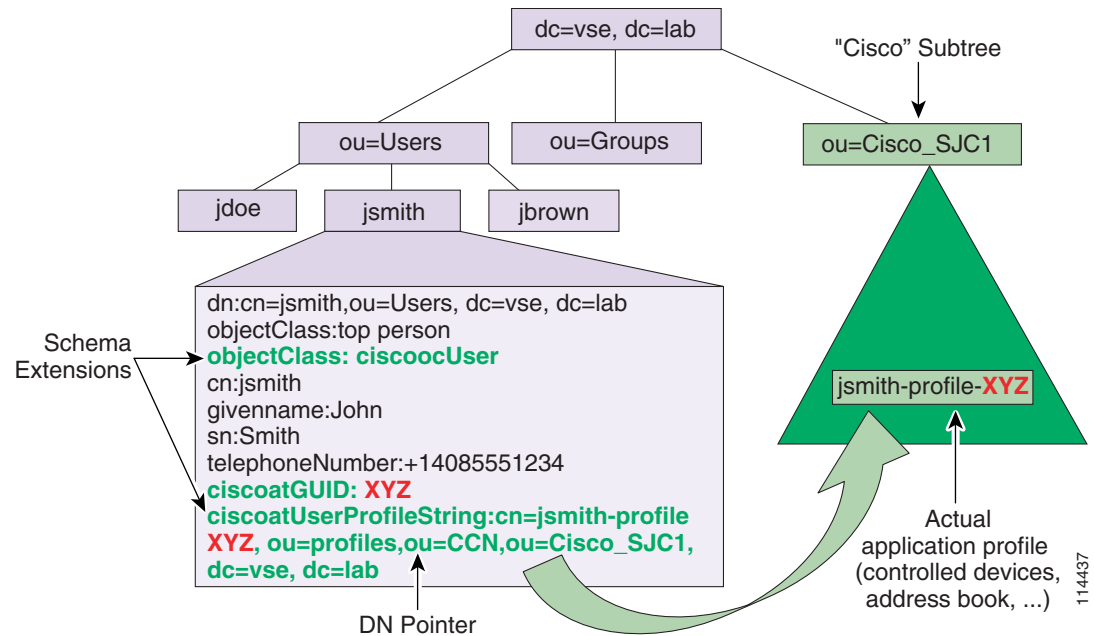 dc=vse, dc=lab
"Cisco” Subtree
ou=Users
ou=Groups
ou=Cisco_SJC1
jdoe
jsmith
jbrown
dn:cn=jsmith,ou=Users, dc=vse, dc=lab
objectClass:top person
objectClass: ciscoocUser
cn:jsmith
givenname:John
sn:Smith
telephoneNumber:+14085551234
ciscoatGUID: XYZ
ciscoatUserProfileString:cn=jsmith-profile
XYZ, ou=profiles,ou=CCN,ou=Cisco_SJC1,
dc=vse, dc=lab
Schema
Extensions
DN Pointer
jsmith-profile-XYZ
Actual
application profile
(controlled devices,
address book, ...)
114437